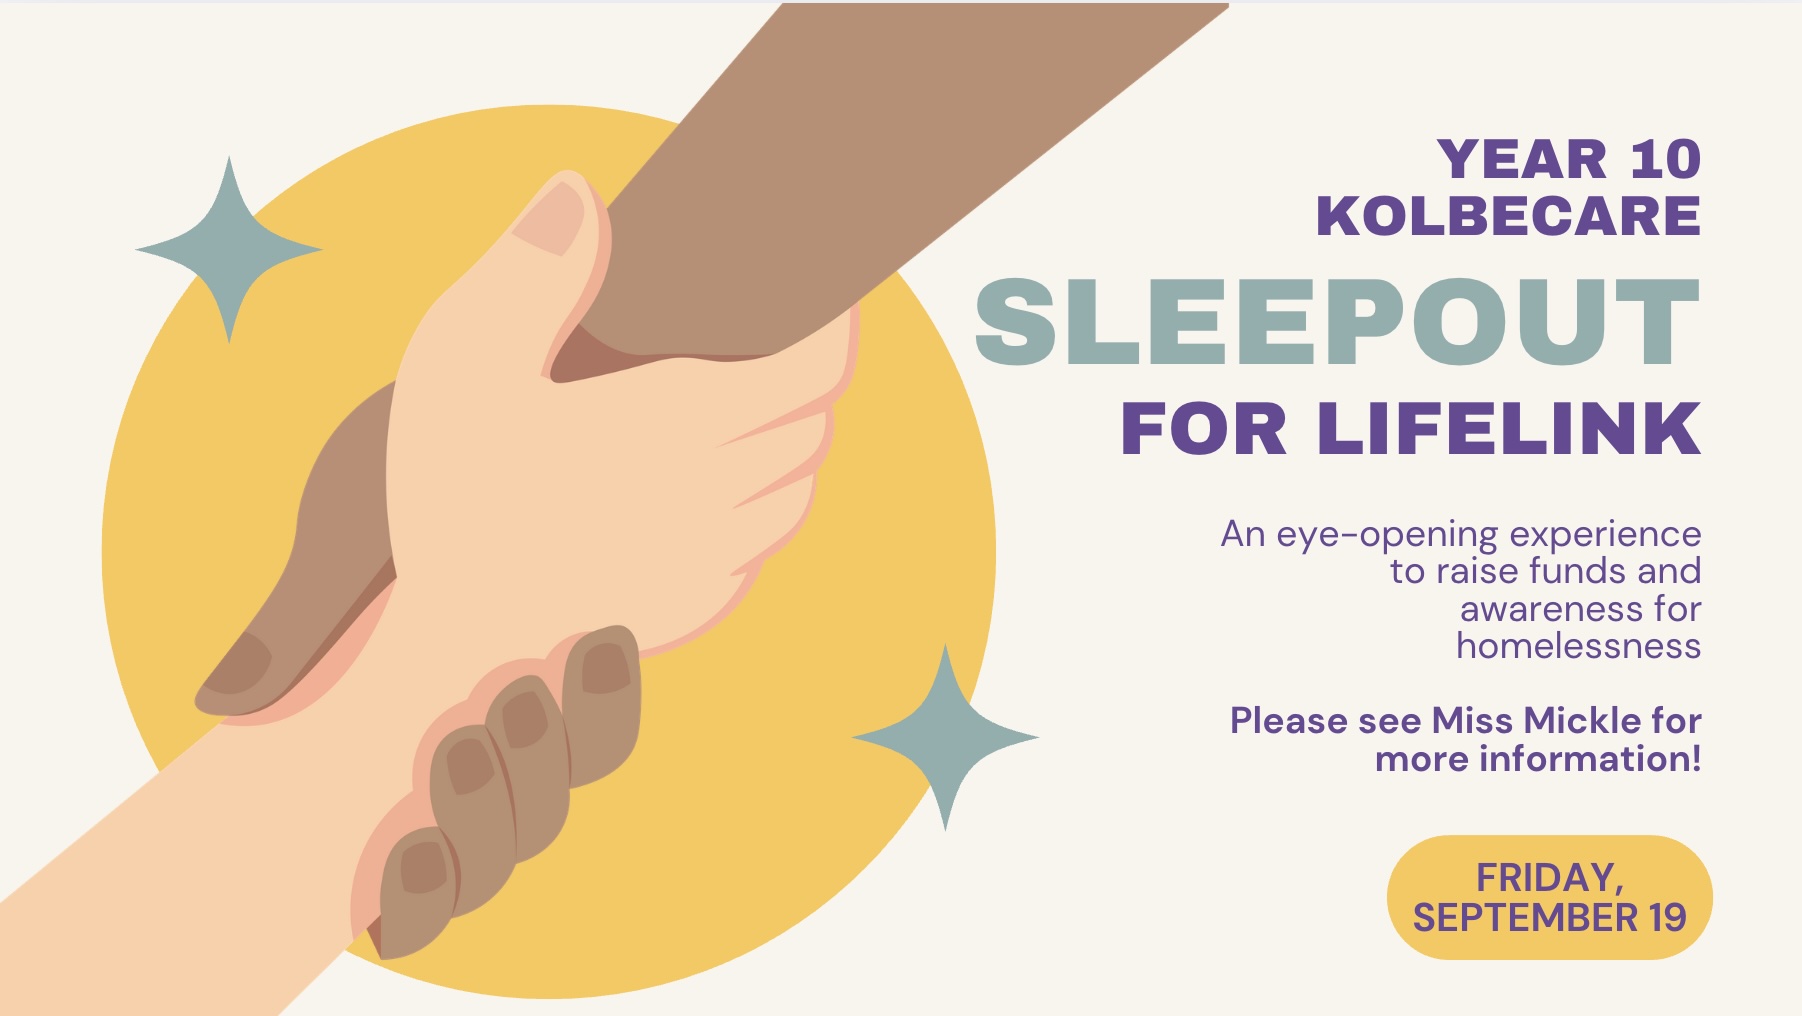 YEAR 10
KOLBECARE
SLEEPOUT
FOR LIFELINK
An eye-opening experience
to raise funds and
awareness for
homelessness
Please see Miss Mickle for
more information!
FRIDAY,
SEPTEMBER 19